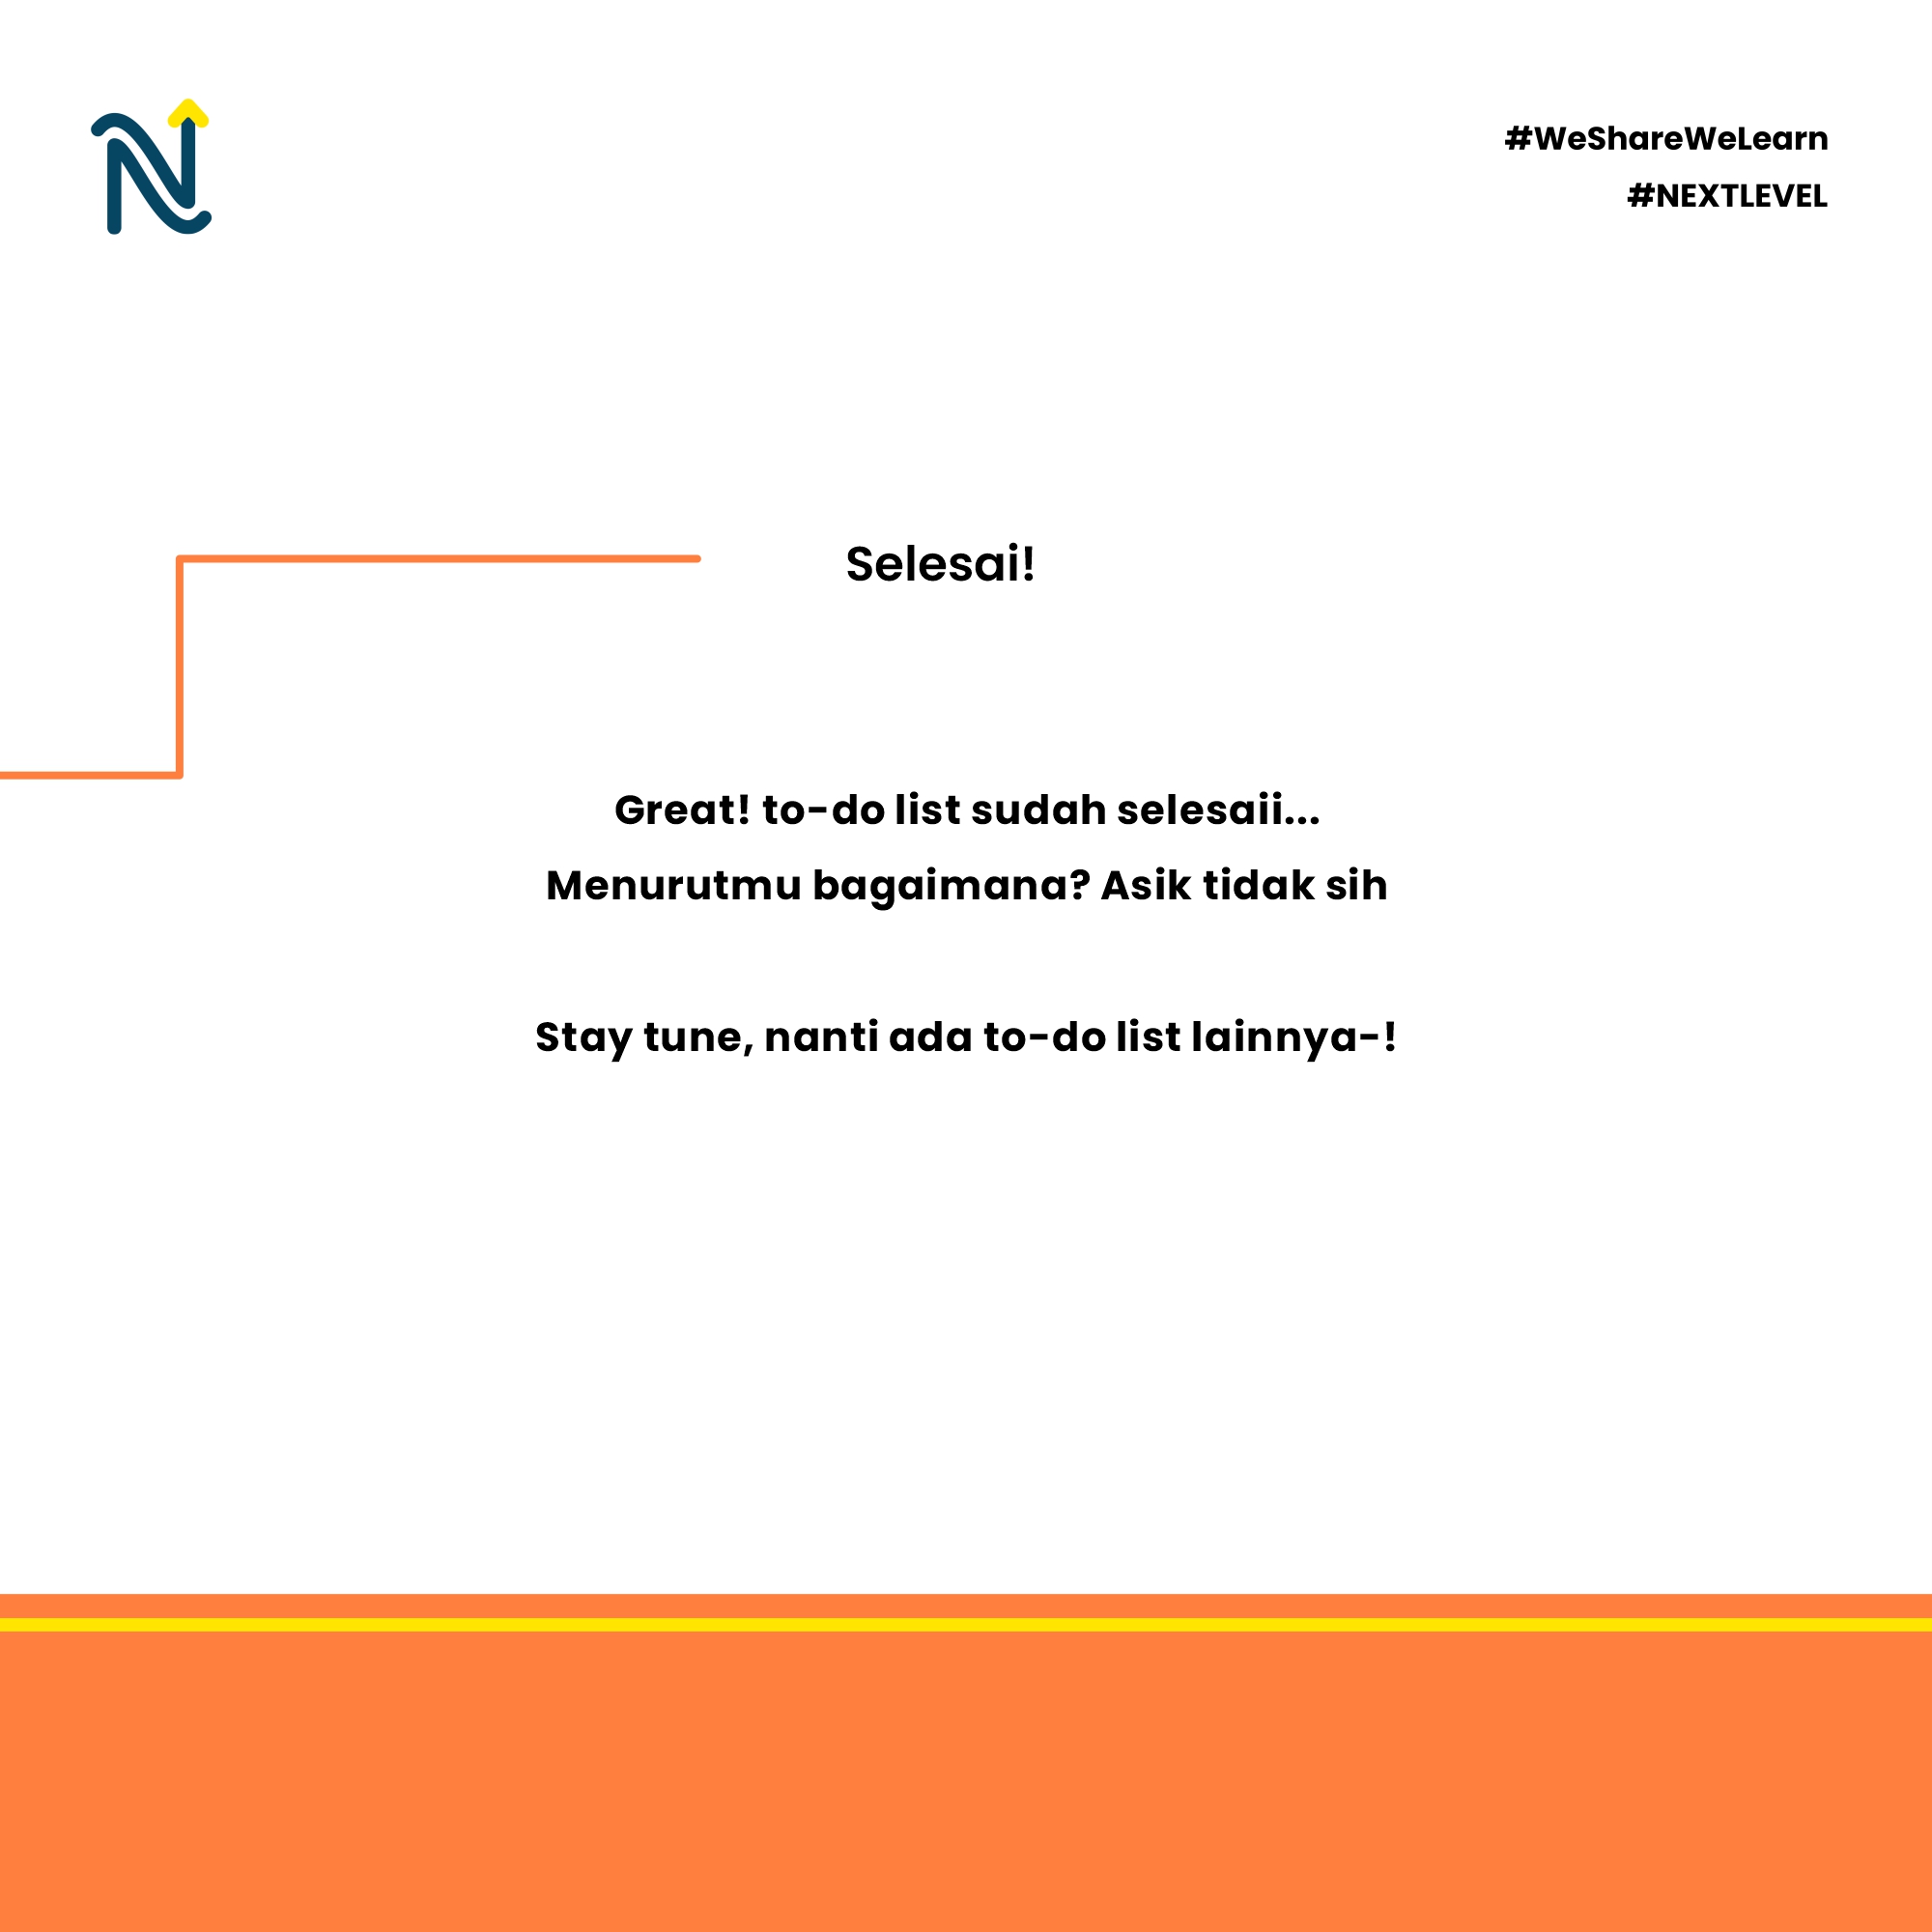 #WeShareWeLearn
#NEXTLEVEL
Selesai!
Great! to-do list sudah selesaii...
Menurutmu bagaimana? Asik tidak sih
Stay tune, nanti ada to-do list lainnya-!